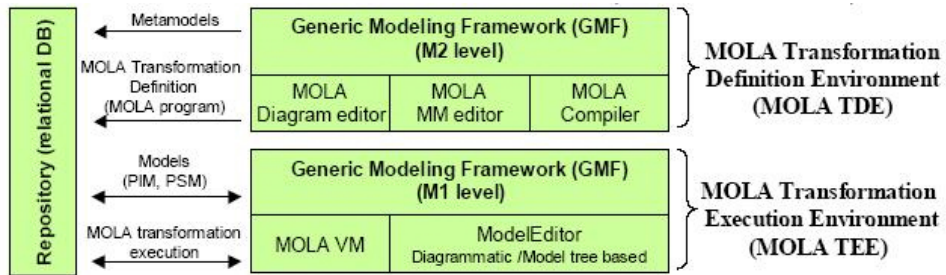 Repository (relational DB)
Metamodels
MOLA Transformation
Definition
(MOLA program)
Generic Modeling Framework (GMF)
(M2 level)
MOLA
Diagram editor
MOLA
MM editor
MOLA
Compiler
MOLA Transformation
Definition Environment
(MOLA TDE)
Models
(PIM, PSM)
MOLA transformation
execution
Generic Modeling Framework (GMF)
(M1 level)
MOLA VM
ModelEditor
Diagrammatic /Model tree based
MOLA Transformation
Execution Environment
(MOLA TEE)